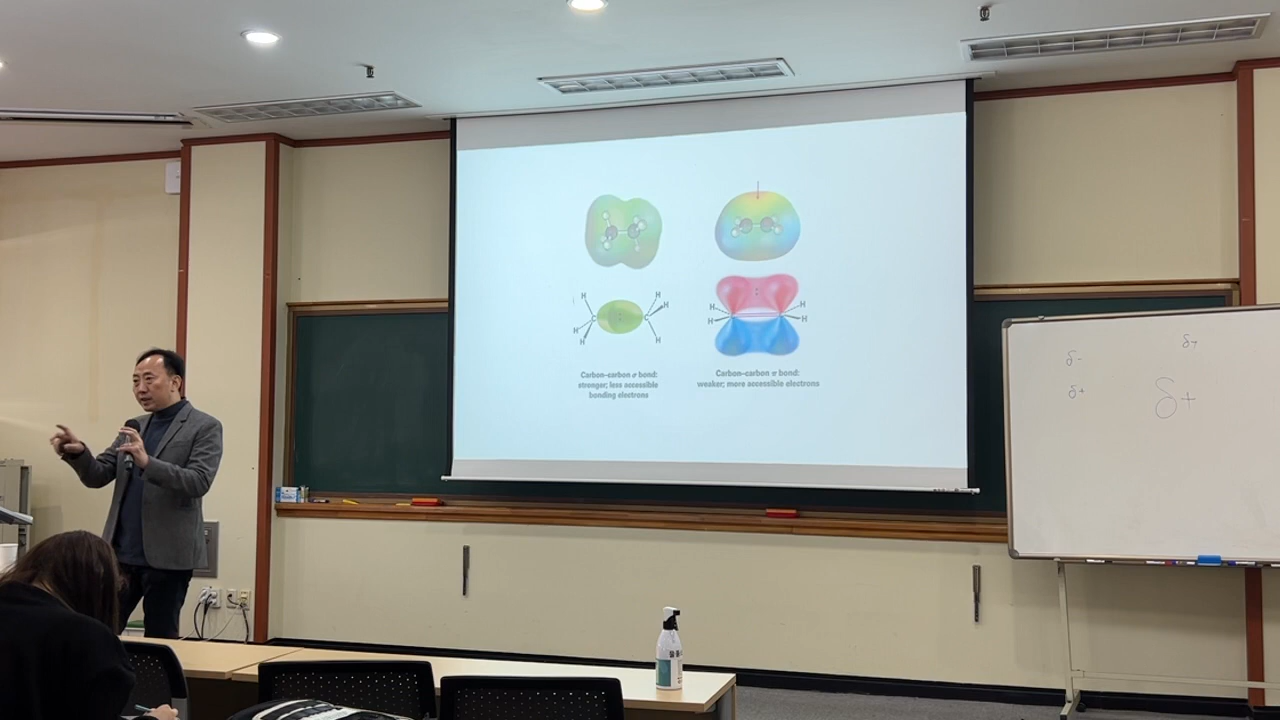 H
H
H
C
C
H
H
H
H
H
C
C
H
H
Carbon–carbon σ bond:
stronger; less accessible
bonding electrons
Carbon–carbon π bond:
weaker; more accessible electrons
δ-
δ+
δ+
δ+